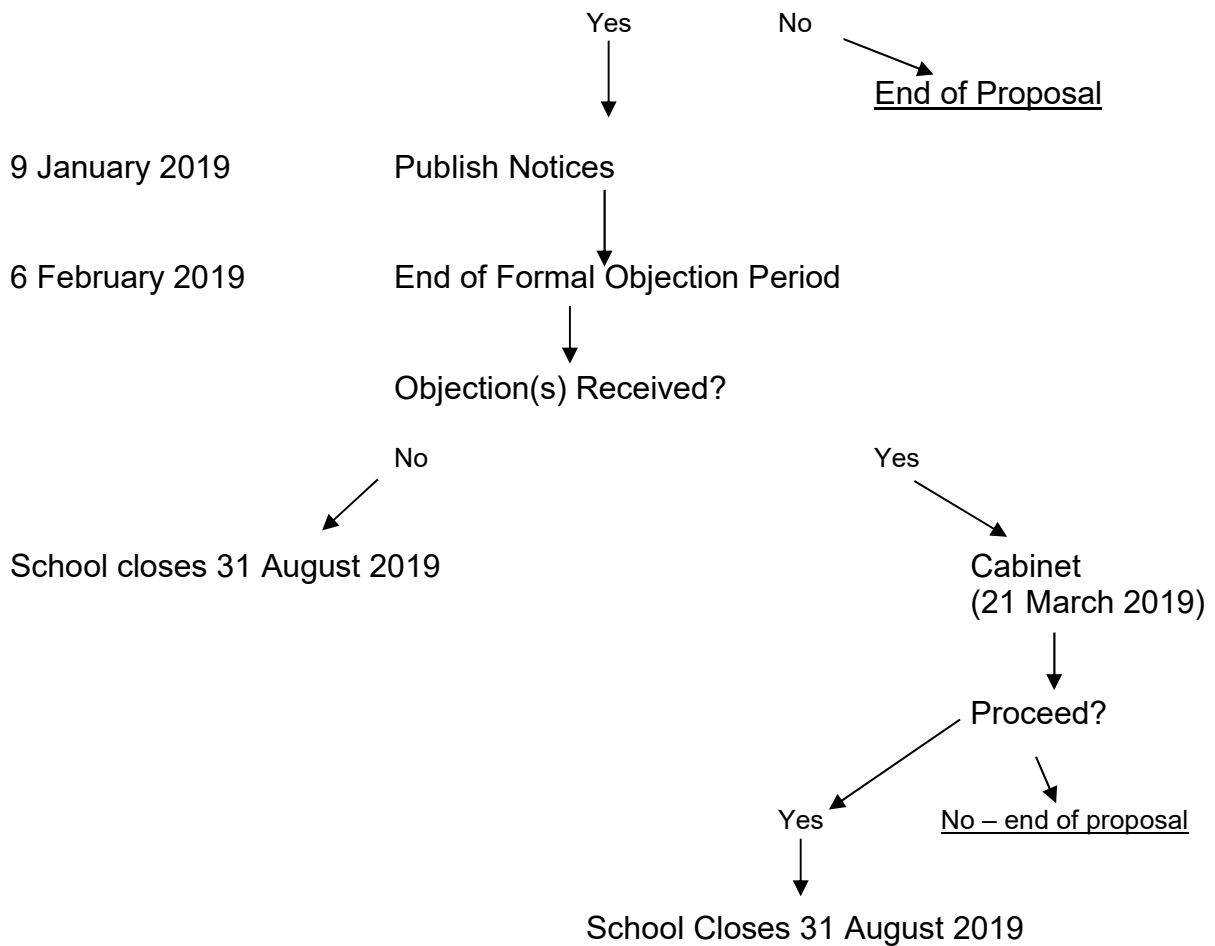 Yes No
End of Proposal
9 January 2019 Publish Notices
6 February 2019 End of Formal Objection Period
Objection(s) Received?
No Yes
School closes 31 August 2019 Cabinet
(21 March 2019)
Proceed?
Yes No – end of proposal
School Closes 31 August 2019